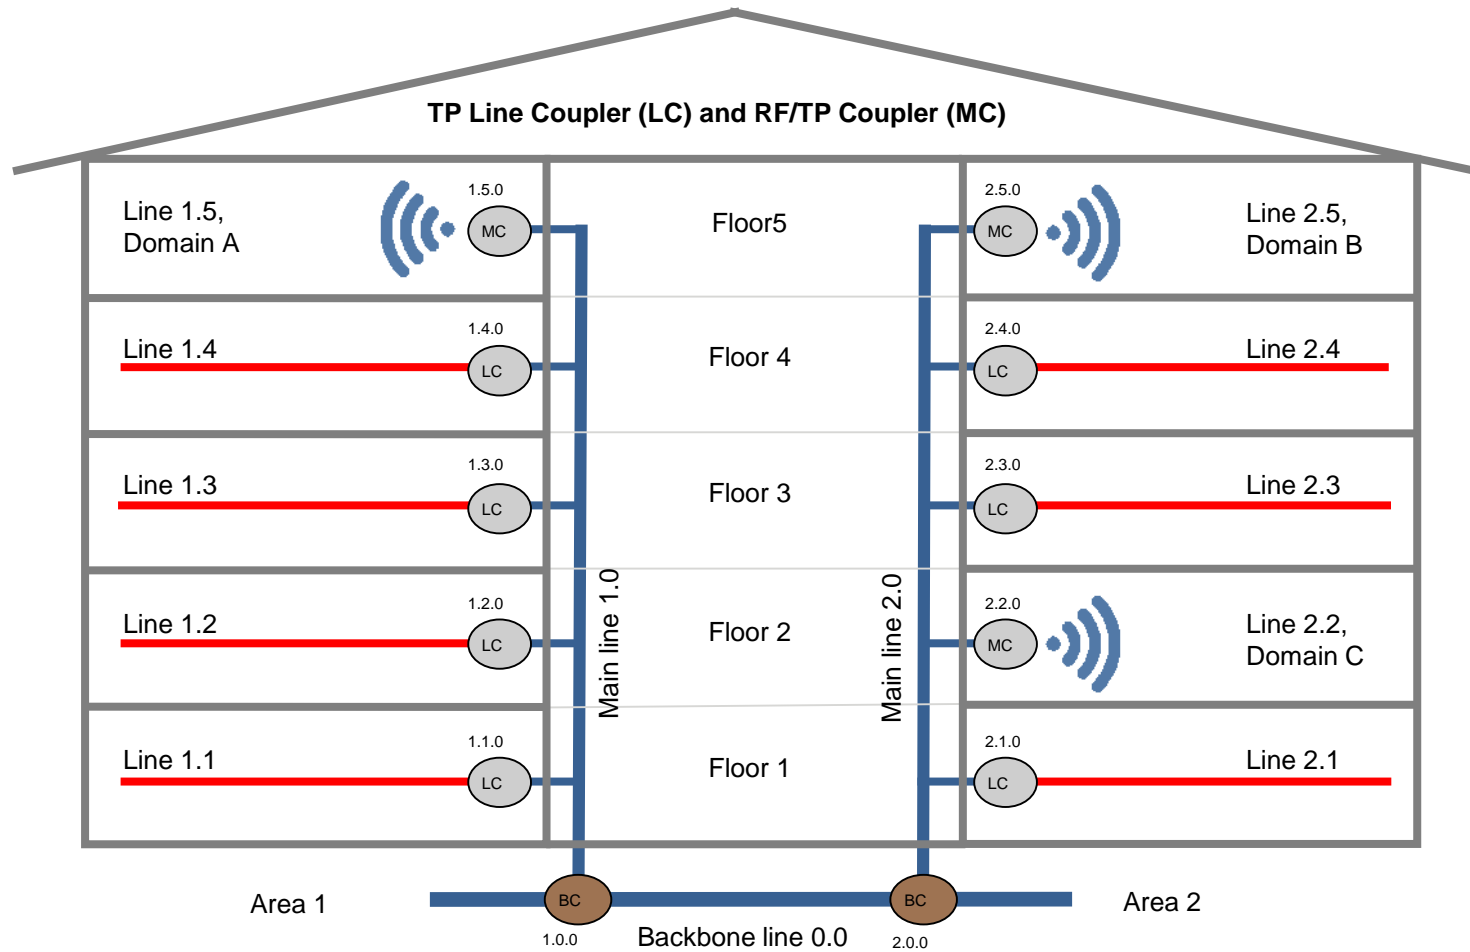 TP Line Coupler (LC) and RF/TP Coupler (MC)
Line 1.5,
Domain A
1.5.0
MC
Floor5
2.5.0
MC
Line 2.5,
Domain B
Line 1.4
1.4.0
LC
Floor 4
2.4.0
LC
Line 2.4
Line 1.3
1.3.0
LC
Floor 3
2.3.0
LC
Line 2.3
Line 1.2
1.2.0
LC
Main line 1.0
Floor 2
Main line 2.0
2.2.0
MC
Line 2.2,
Domain C
Line 1.1
1.1.0
LC
Floor 1
2.1.0
LC
Line 2.1
Area 1
BC
1.0.0
Backbone line 0.0
BC
2.0.0
Area 2